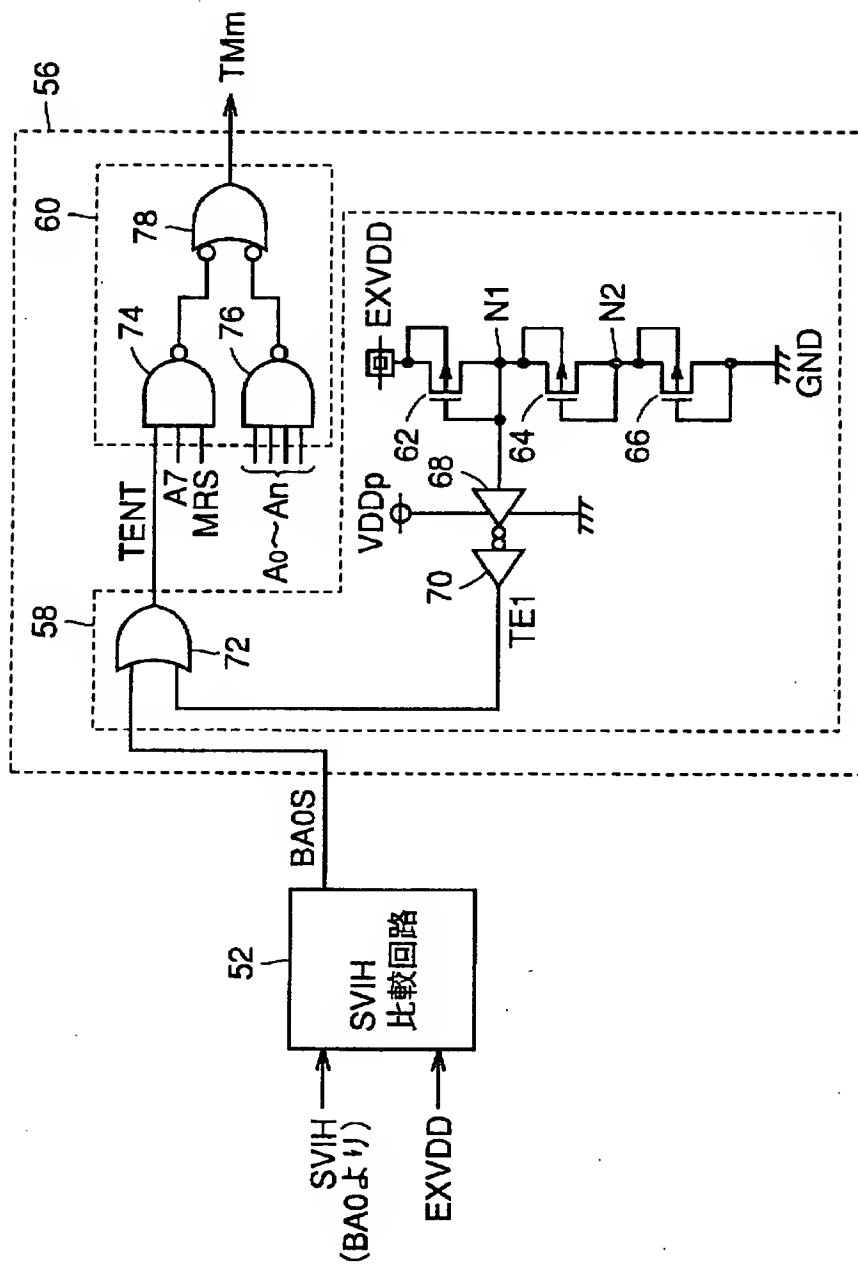 56
TMm
60
78
74
76
TENT
A7
MRS
A0～An
58
72
EXVDD
62
N1
64
N2
66
GND
68
VDDp
70
TE1
BA0S
52
SVIH
比較回路
SVIH
(BA0より)
EXVDD